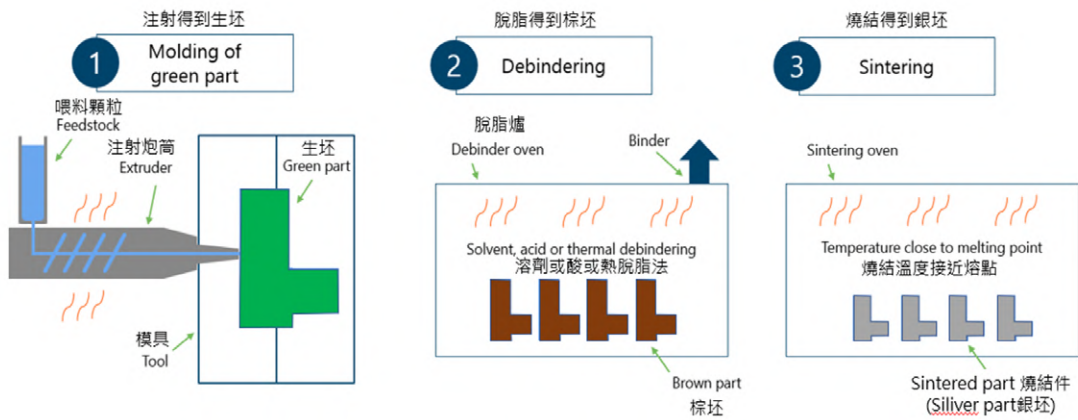 注射得到生坯
1
Molding of
green part
喂料顆粒
Feedstock
注射炮筒
Extruder
生坯
Green part
模具
Tool
脫脂得到棕坯
2
Debindering
脫脂爐
Debinder oven
Binder
Solvent, acid or thermal debindering
溶劑或酸或熱脫脂法
Brown part
棕坯
燒結得到銀坯
3
Sintering
Sintering oven
Temperature close to melting point
燒結溫度接近熔點
Sintered part 燒結件
(Siliver part銀坯)